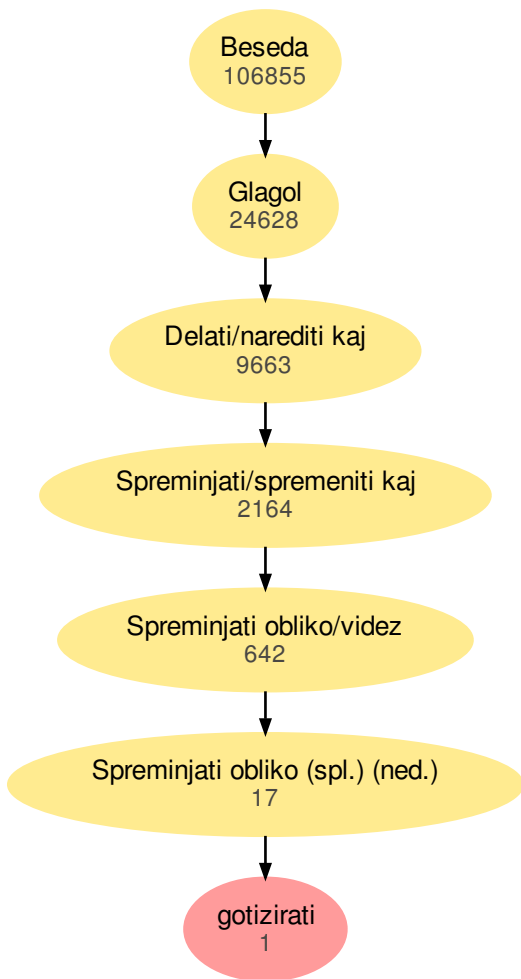 Beseda
106855
Glagol
24628
Delati/narediti kaj
9663
Spreminjati/spremeniti kaj
2164
Spreminjati obliko/videz
642
Spreminjati obliko (spl.) (ned.)
17
gotizirati
1